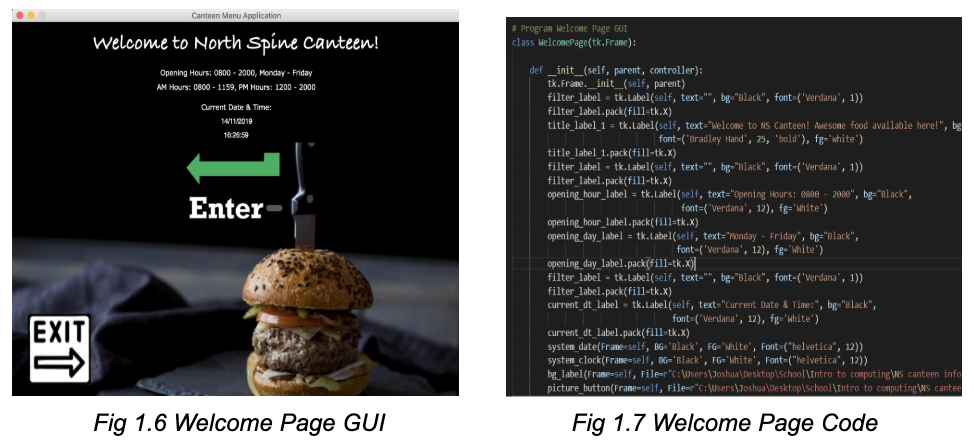 Canteen Menu Application
Welcome to North Spine Canteen!
Opening Hours: 0800 - 2000, Monday - Friday
AM Hours: 0800 - 1159, PM Hours: 1200 - 2000
Current Date & Time:
14/11/2019
16:26:59
Enter
EXIT
Fig 1.6 Welcome Page GUI
# Program Welcome Page GUI
class WelcomePage(tk.Frame):
def __init__(self, parent, controller):
tk.Frame.__init__(self, parent)
filter_label = tk.Label(self, text="", bg="Black", font=('Verdana', 1))
filter_label.pack(fill=tk.X)
title_label_1 = tk.Label(self, text="Welcome to NS Canteen! Awesome food available here!", bg
font=('Bradley Hand', 25, 'bold'), fg='white')
title_label_1.pack(fill=tk.X)
filter_label = tk.Label(self, text="", bg="Black", font=('Verdana', 1))
filter_label.pack(fill=tk.X)
opening_hour_label = tk.Label(self, text="Opening Hours: 0800 - 2000", bg="Black",
font=('Verdana', 12), fg='White')
opening_hour_label.pack(fill=tk.X)
opening_day_label = tk.Label(self, text="Monday - Friday", bg="Black",
font=('Verdana', 12), fg='White')
opening_day_label.pack(fill=tk.X)
filter_label = tk.Label(self, text="", bg="Black", font=('Verdana', 1))
filter_label.pack(fill=tk.X)
current_dt_label = tk.Label(self, text="Current Date & Time:", bg="Black",
font=('Verdana', 12), fg='White')
current_dt_label.pack(fill=tk.X)
system_date(Frame=self, BG='Black', FG='White', Font=("helvetica", 12))
system_clock(Frame=self, BG='Black', FG='White', Font=("helvetica", 12))
bg_label(Frame=self, File=r"C:\Users\Joshua\Desktop\School\Intro to computing\NS canteen info
picture_button(Frame=self, File=r"C:\Users\Joshua\Desktop\School\Intro to computing\NS cantee
Fig 1.7 Welcome Page Code